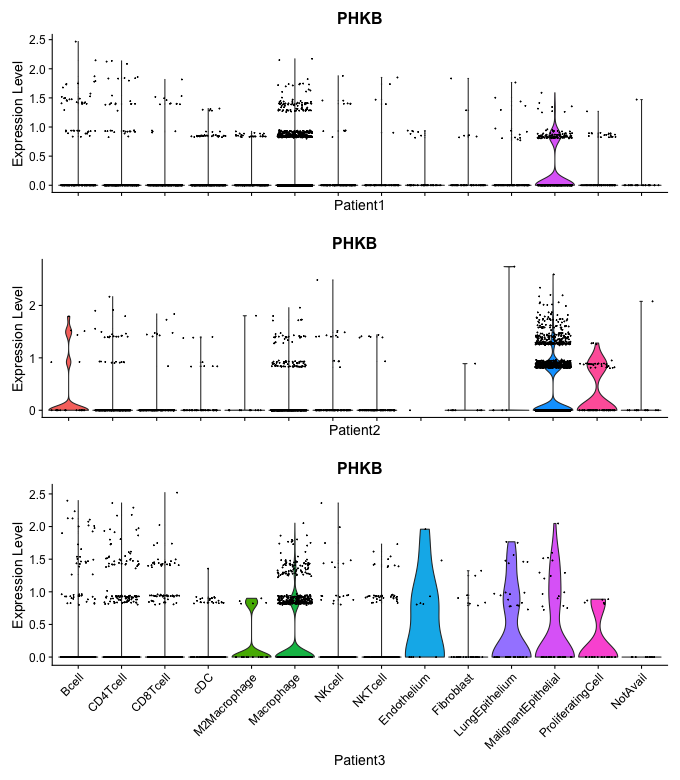 PHKB
Expression Level
2.5
2.0
1.5
1.0
0.5
0.0
Patient1
PHKB
Expression Level
2
1
0
Patient2
PHKB
Expression Level
2.5
2.0
1.5
1.0
0.5
0.0
Bcell
CD4Tcell
CD8Tcell
cDC
M2Macrophage
Macrophage
NKcell
NKTcell
Endothelium
Fibroblast
LungEpithelium
MalignantEpithelial
ProliferatingCell
NotAvail
Patient3